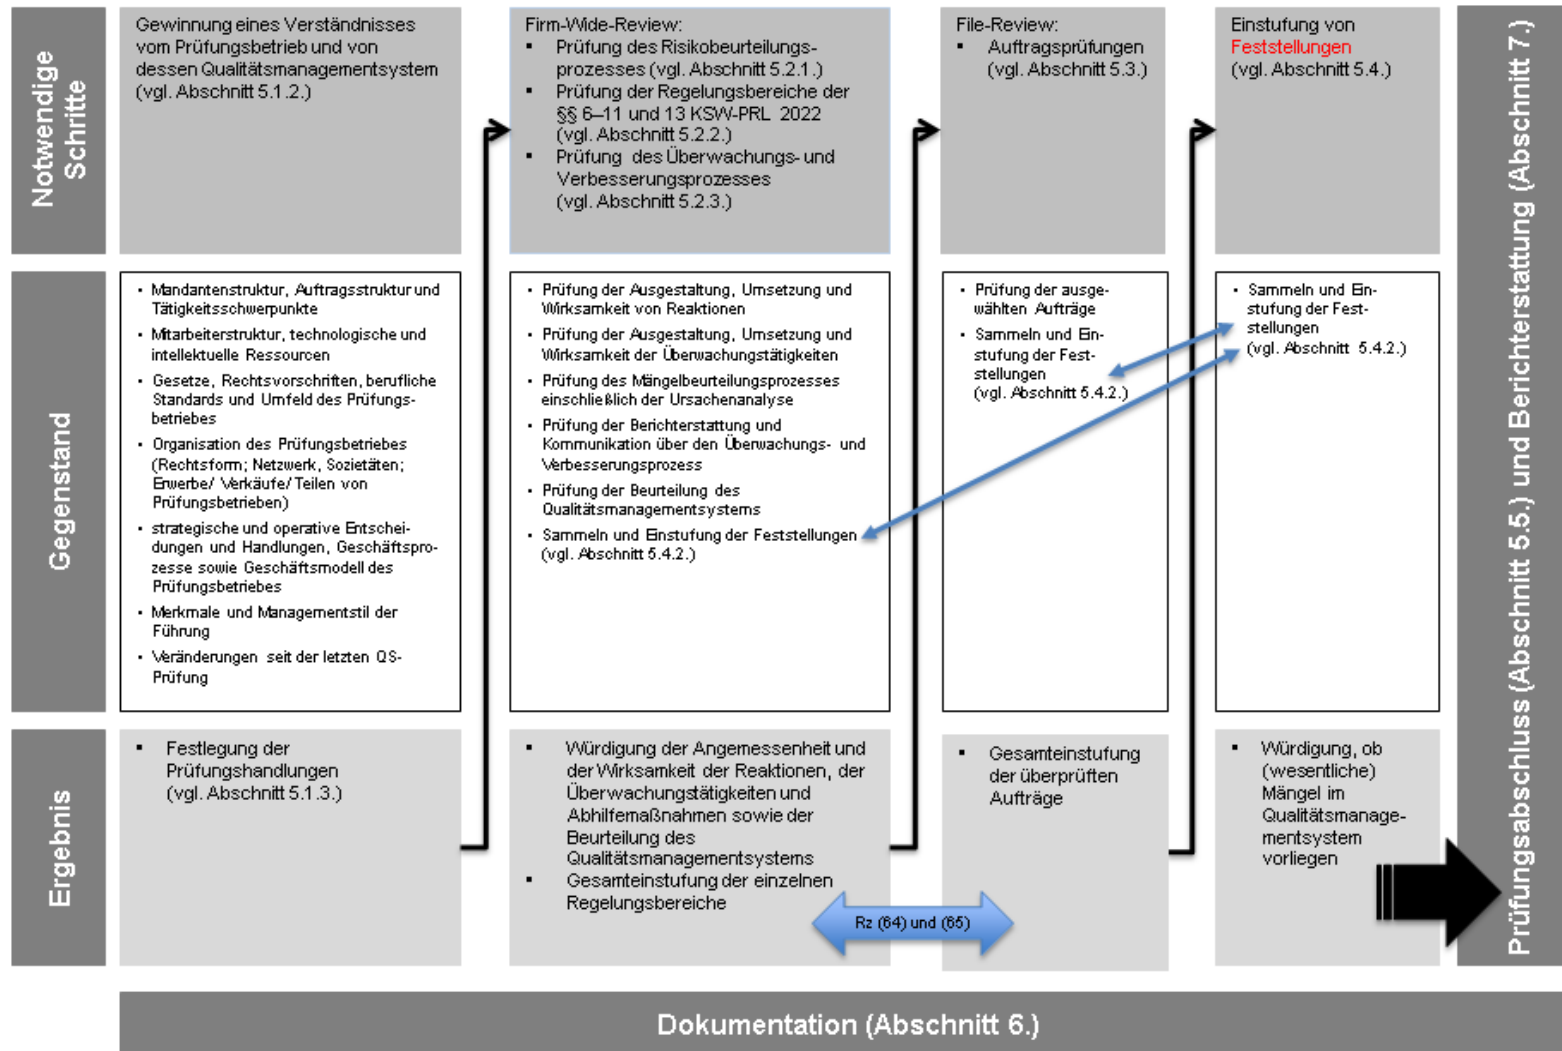 Notwendige
Schritte
Gewinnung eines Verständnisses
vom Prüfungsbetrieb und von
dessen Qualitätsmanagementsystem
(vgl. Abschnitt 5.1.2.)
Firm-Wide-Review:
▪ Prüfung des Risikobeurteilungs-
prozesses (vgl. Abschnitt 5.2.1.)
▪ Prüfung der Regelungsbereiche der
§§ 6–11 und 13 KSW-PRL 2022
(vgl. Abschnitt 5.2.2.)
▪ Prüfung des Überwachungs- und
Verbesserungsprozesses
(vgl. Abschnitt 5.2.3.)
File-Review:
▪ Auftragsprüfungen
(vgl. Abschnitt 5.3.)
Einstufung von
Feststellungen
(vgl. Abschnitt 5.4.)
Gegenstand
• Mandantenstruktur, Auftragsstruktur und
Tätigkeitsschwerpunkte
• Mitarbeiterstruktur, technologische und
intellektuelle Ressourcen
• Gesetze, Rechtsvorschriften, berufliche
Standards und Umfeld des Prüfungs-
betriebes
• Organisation des Prüfungsbetriebes
(Rechtsform; Netzwerk, Sozietäten;
Erwerbe/ Verkäufe/ Teilen von
Prüfungsbetrieben)
• strategische und operative Entschei-
dungen und Handlungen, Geschäftspro-
zesse sowie Geschäftsmodell des
Prüfungsbetriebes
• Merkmale und Managementstil der
Führung
• Veränderungen seit der letzten QS-
Prüfung
• Prüfung der Ausgestaltung, Umsetzung und
Wirksamkeit von Reaktionen
• Prüfung der Ausgestaltung, Umsetzung und
Wirksamkeit der Überwachungstätigkeiten
• Prüfung des Mängelbeurteilungsprozesses
einschließlich der Ursachenanalyse
• Prüfung der Berichterstattung und
Kommunikation über den Überwachungs- und
Verbesserungsprozess
• Prüfung der Beurteilung des
Qualitätsmanagementsystems
• Sammeln und Einstufung der Feststellungen
(vgl. Abschnitt 5.4.2.)
• Prüfung der ausge-
wählten Aufträge
• Sammeln und Ein-
stufung der Fest-
stellungen
(vgl. Abschnitt 5.4.2.)
• Sammeln und Ein-
stufung der Fest-
stellungen
(vgl. Abschnitt 5.4.2.)
Ergebnis
▪ Festlegung der
Prüfungshandlungen
(vgl. Abschnitt 5.1.3.)
▪ Würdigung der Angemessenheit und
der Wirksamkeit der Reaktionen, der
Überwachungstätigkeiten und
Abhilfemaßnahmen sowie der
Beurteilung des
Qualitätsmanagementsystems
▪ Gesamteinstufung der einzelnen
Regelungsbereiche
Rz (64) und (65)
▪ Gesamteinstufung
der überprüften
Aufträge
▪ Würdigung, ob
(wesentliche)
Mängel im
Qualitätsmanage-
mentsystem
vorliegen
Prüfungsabschluss (Abschnitt 5.5.) und Berichterstattung (Abschnitt 7.)
Dokumentation (Abschnitt 6.)